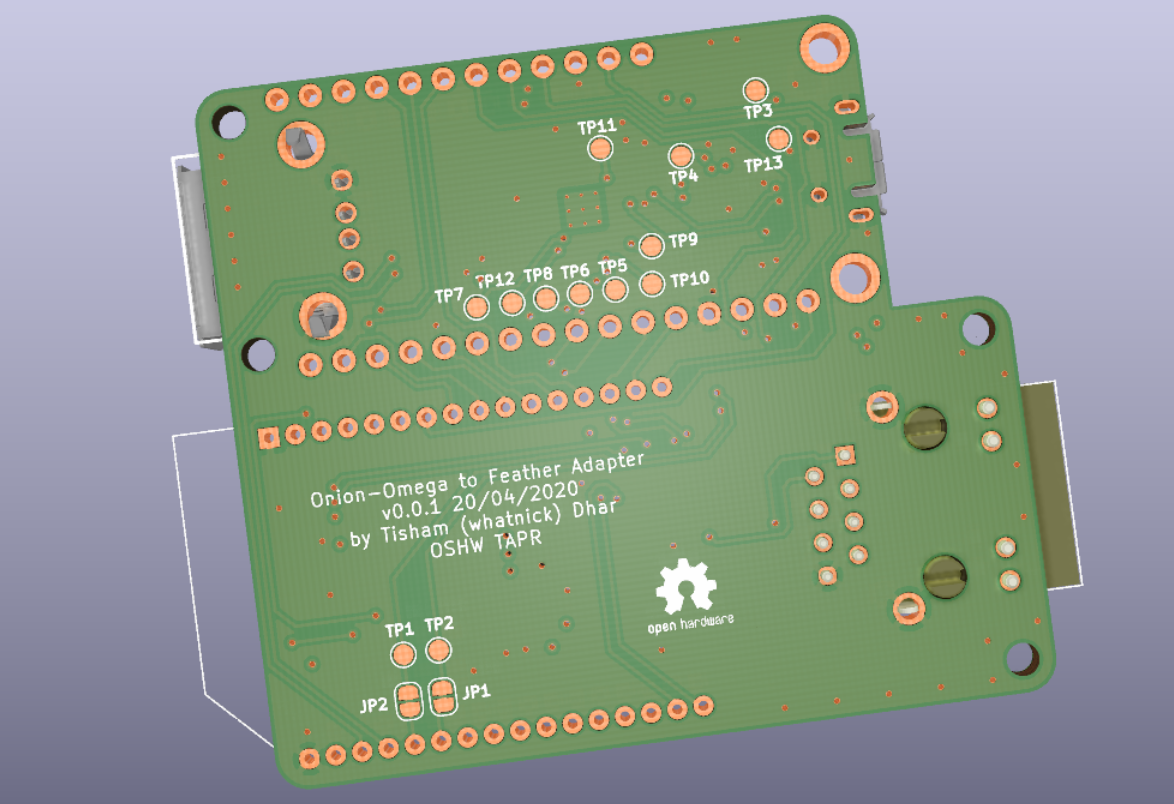 TP3
TP11
TP13
TP4
TP9
TP5
TP6
TP8
TP12
TP7
TP10
Onion-Omega to Feather Adapter
v0.0.1 20/04/2020
by Tisham (whatnick) Dhar
OSHW TAPR
open hardware
TP1 TP2
JP2 JP1